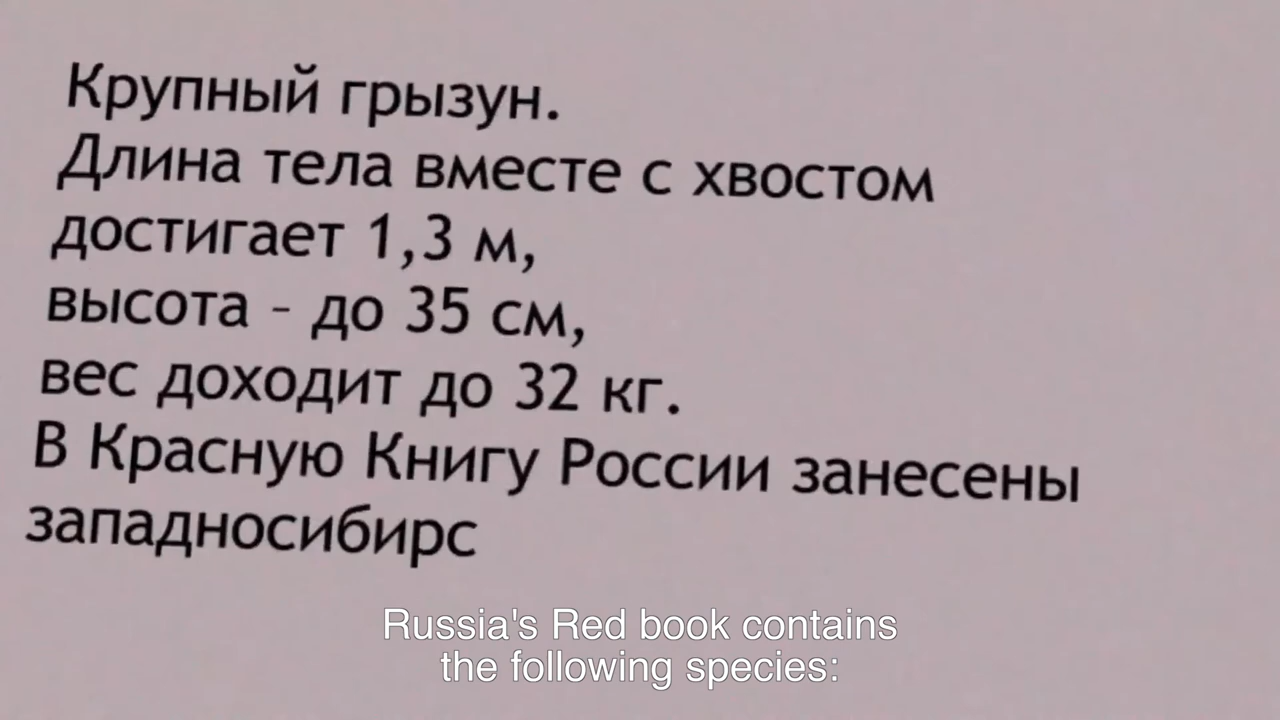 Крупный грызун.
Длина тела вместе с хвостом
достигает 1,3 м,
высота - до 35 см,
вес доходит до 32 кг.
В Красную Книгу России занесены
западносибирс
Russia's Red book contains
the following species: